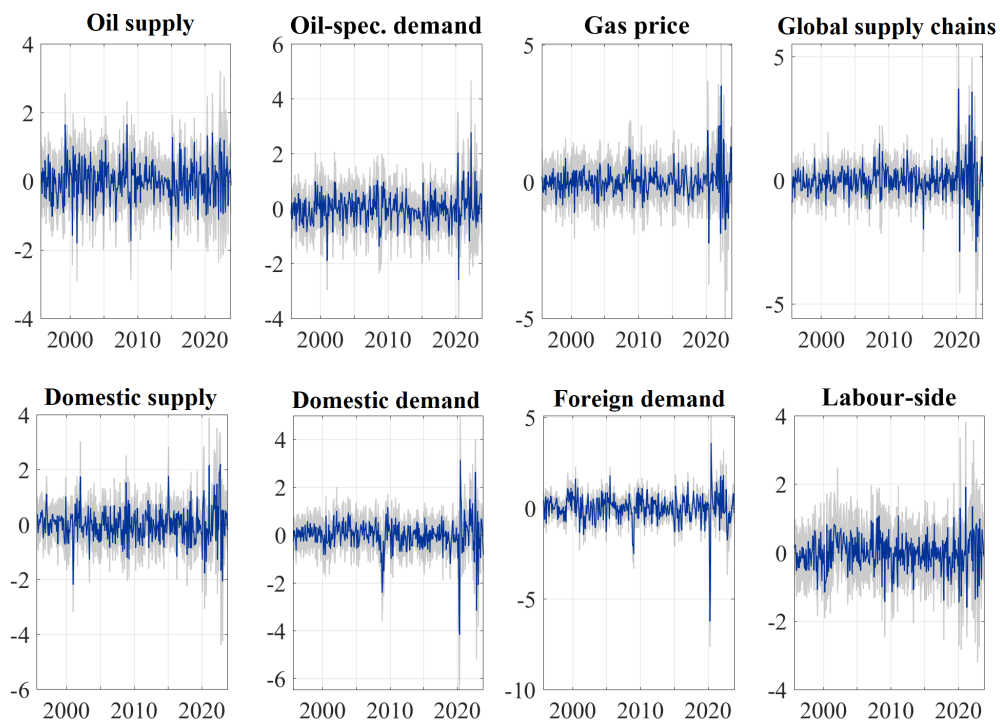 Oil supply
4
2
0
-2
-4
2000 2010 2020
Oil-spec. demand
6
4
2
0
-2
-4
2000 2010 2020
Gas price
5
0
-5
2000 2010 2020
Global supply chains
5
0
-5
2000 2010 2020
Domestic supply
4
2
0
-2
-4
-6
2000 2010 2020
Domestic demand
4
2
0
-2
-4
-6
2000 2010 2020
Foreign demand
5
0
-5
-10
2000 2010 2020
Labour-side
4
2
0
-2
-4
2000 2010 2020